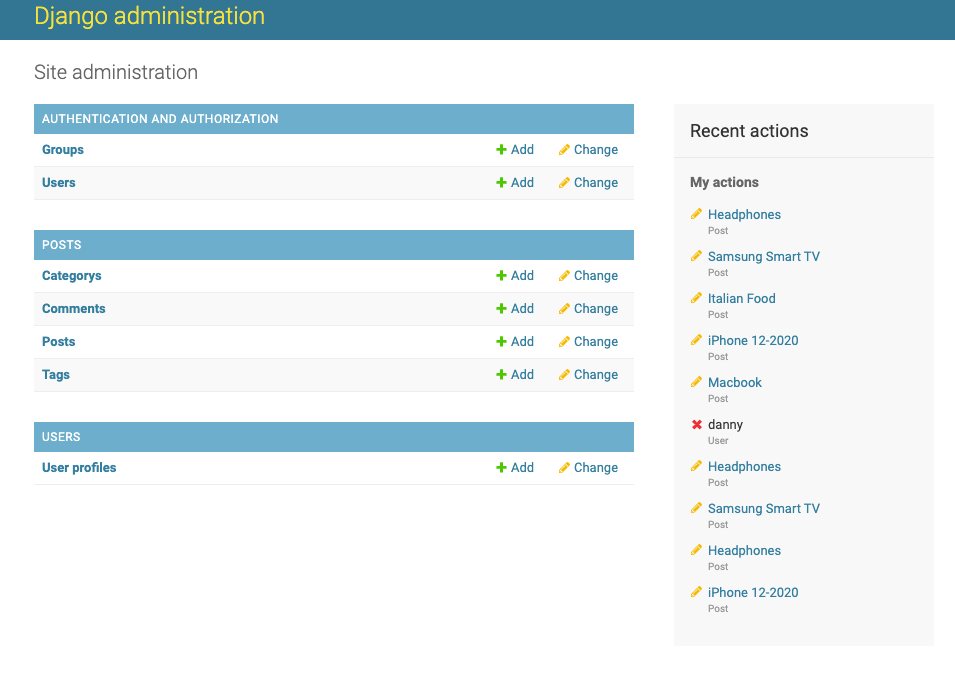 Django administration
Site administration
AUTHENTICATION AND AUTHORIZATION
Groups Add Change
Users Add Change
POSTS
Categorys Add Change
Comments Add Change
Posts Add Change
Tags Add Change
USERS
User profiles Add Change
Recent actions
My actions
Headphones
Post
Samsung Smart TV
Post
Italian Food
Post
iPhone 12-2020
Post
Macbook
Post
danny
User
Headphones
Post
Samsung Smart TV
Post
Headphones
Post
iPhone 12-2020
Post